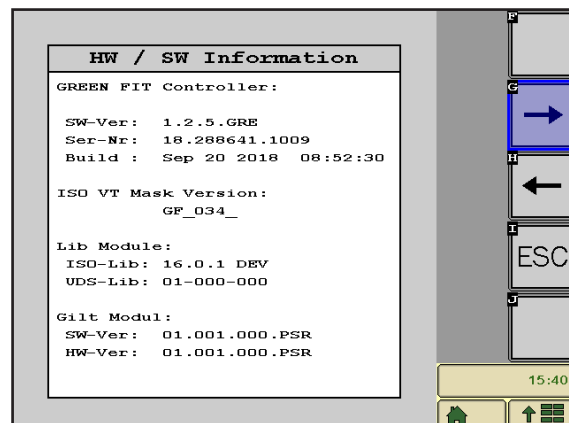 HW / SW Information
GREEN FIT Controller:
SW-Ver: 1.2.5.GRE
Ser-Nr: 18.288641.1009
Build : Sep 20 2018 08:52:30
ISO VT Mask Version:
GF_034_
Lib Module:
ISO-Lib: 16.0.1 DEV
UDS-Lib: 01-000-000
Gilt Modul:
SW-Ver: 01.001.000.PSR
HW-Ver: 01.001.000.PSR
F
G
H
I
ESC
J
15:40